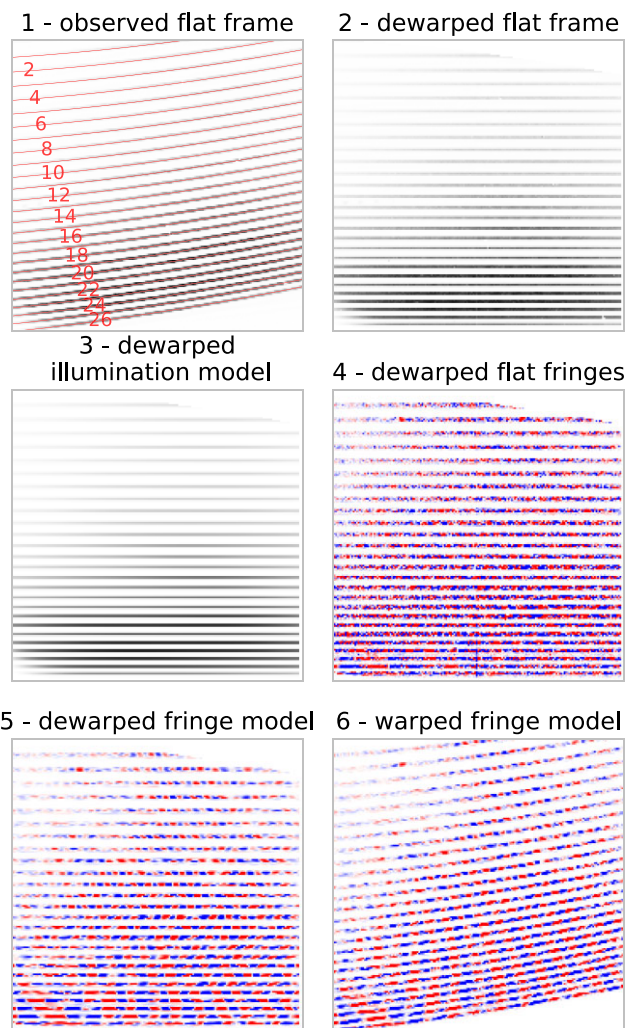 1 - observed flat frame
2 - dewarped flat frame
2
4
6
8
10
12
14
16
18
20
22
24
26
3 - dewarped
illumination model
4 - dewarped flat fringes
5 - dewarped fringe model
6 - warped fringe model